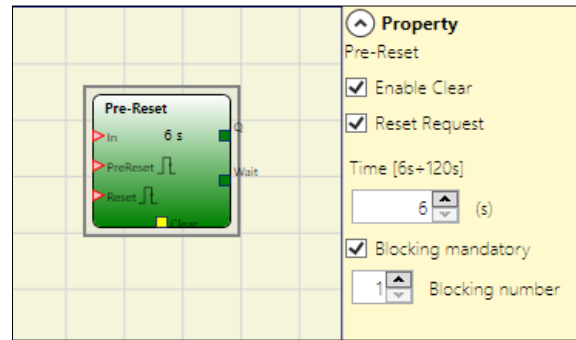 Pre-Reset
In
6 s
Q
PreReset
Wait
Reset
Clear
Property
Pre-Reset
Enable Clear
Reset Request
Time [6s÷120s]
6 (s)
Blocking mandatory
1 Blocking number